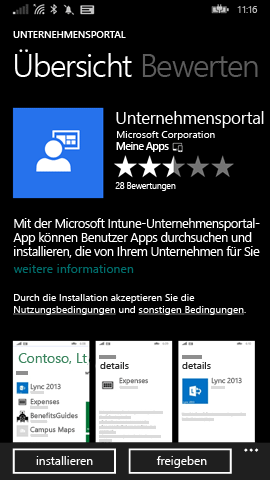 11:16
UNTERNEHMENSPORTAL
Übersicht Bewerten
Unternehmensportal
Microsoft Corporation
Meine Apps
28 Bewertungen
Mit der Microsoft Intune-Unternehmensportal-
App können Benutzer Apps durchsuchen und
installieren, die von Ihrem Unternehmen für Sie
weitere informationen
Durch die Installation akzeptieren Sie die
Nutzungsbedingungen und sonstigen Bedingungen.
Contoso, Lt
Lync 2013
Expenses
BenefitsGuides
Campus Maps
details
Expenses
details
Lync 2013
installieren
freigeben